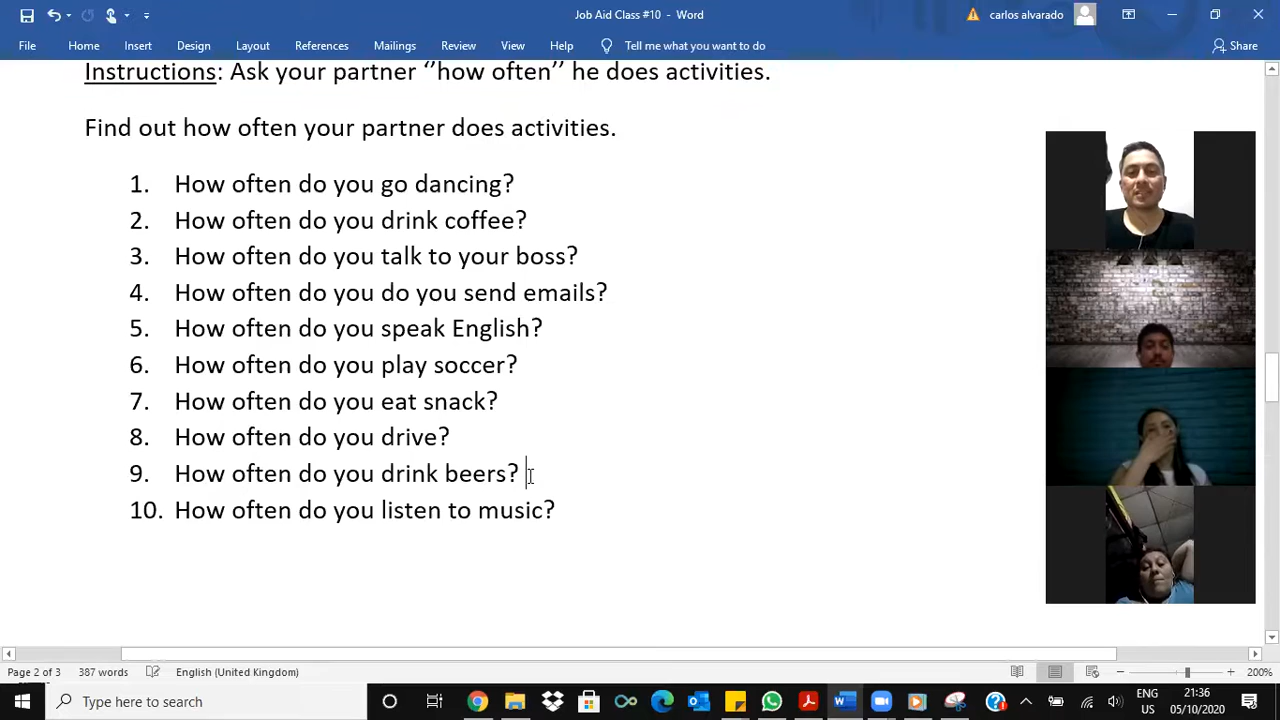 Job Aid Class #10 - Word
carlos alvarado
File Home Insert Design Layout References Mailings Review View Help Tell me what you want to do Share
Instructions: Ask your partner ‘’how often’’ he does activities.
Find out how often your partner does activities.
1. How often do you go dancing?
2. How often do you drink coffee?
3. How often do you talk to your boss?
4. How often do you do you send emails?
5. How often do you speak English?
6. How often do you play soccer?
7. How often do you eat snack?
8. How often do you drive?
9. How often do you drink beers?
10. How often do you listen to music?
Page 2 of 3 387 words English (United Kingdom) 200%
Type here to search
ENG 21:36
US 05/10/2020